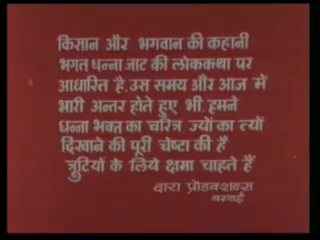 किसान और भगवान की कहानी
भगत धन्ना जाट की लोककथा पर
आधारित है. उस समय और आज में
भारी अन्तर होते हुए भी, हमने
धन्ना भक्त का चरित्र ज्यों का त्यों
दिखाने की पूरी चेष्टा की है
त्रुटियों के लिये क्षमा चाहते हैं
दारा प्रोडक्शन्स
बम्बई